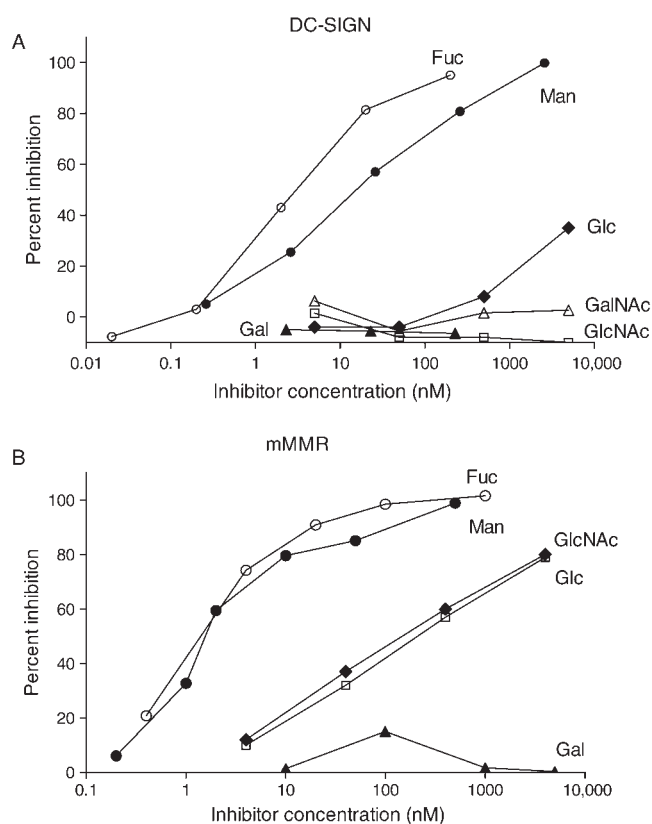 A
DC-SIGN
Percent inhibition
100
80
60
40
20
0
Fuc
Man
Glc
GalNAc
GlcNAc
Gal
0.01
0.1
1
10
100
1000
10,000
Inhibitor concentration (nM)
B
mMMR
Percent inhibition
100
80
60
40
20
0
Fuc
Man
GlcNAc
Glc
Gal
0.1
1
10
100
1000
10,000
Inhibitor concentration (nM)